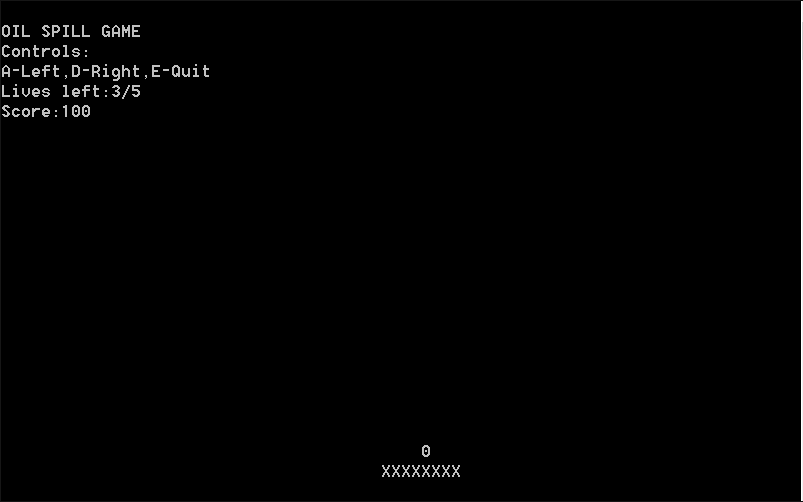 OIL SPILL GAME
Controls:
A-Left,D-Right,E-Quit
Lives left:3/5
Score:100
0
XXXXXXXX